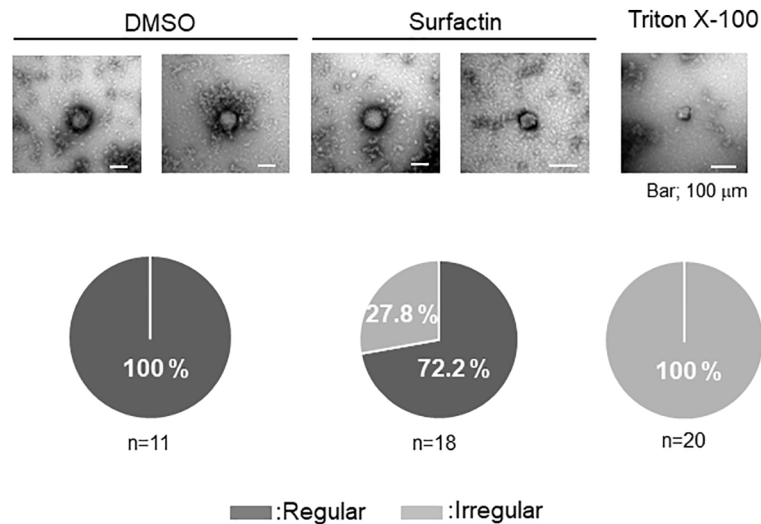 DMSO
Surfactin
Triton X-100
Bar; 100 μm
100 %
27.8 %
72.2 %
100 %
n=11
n=18
n=20
:Regular
:Irregular